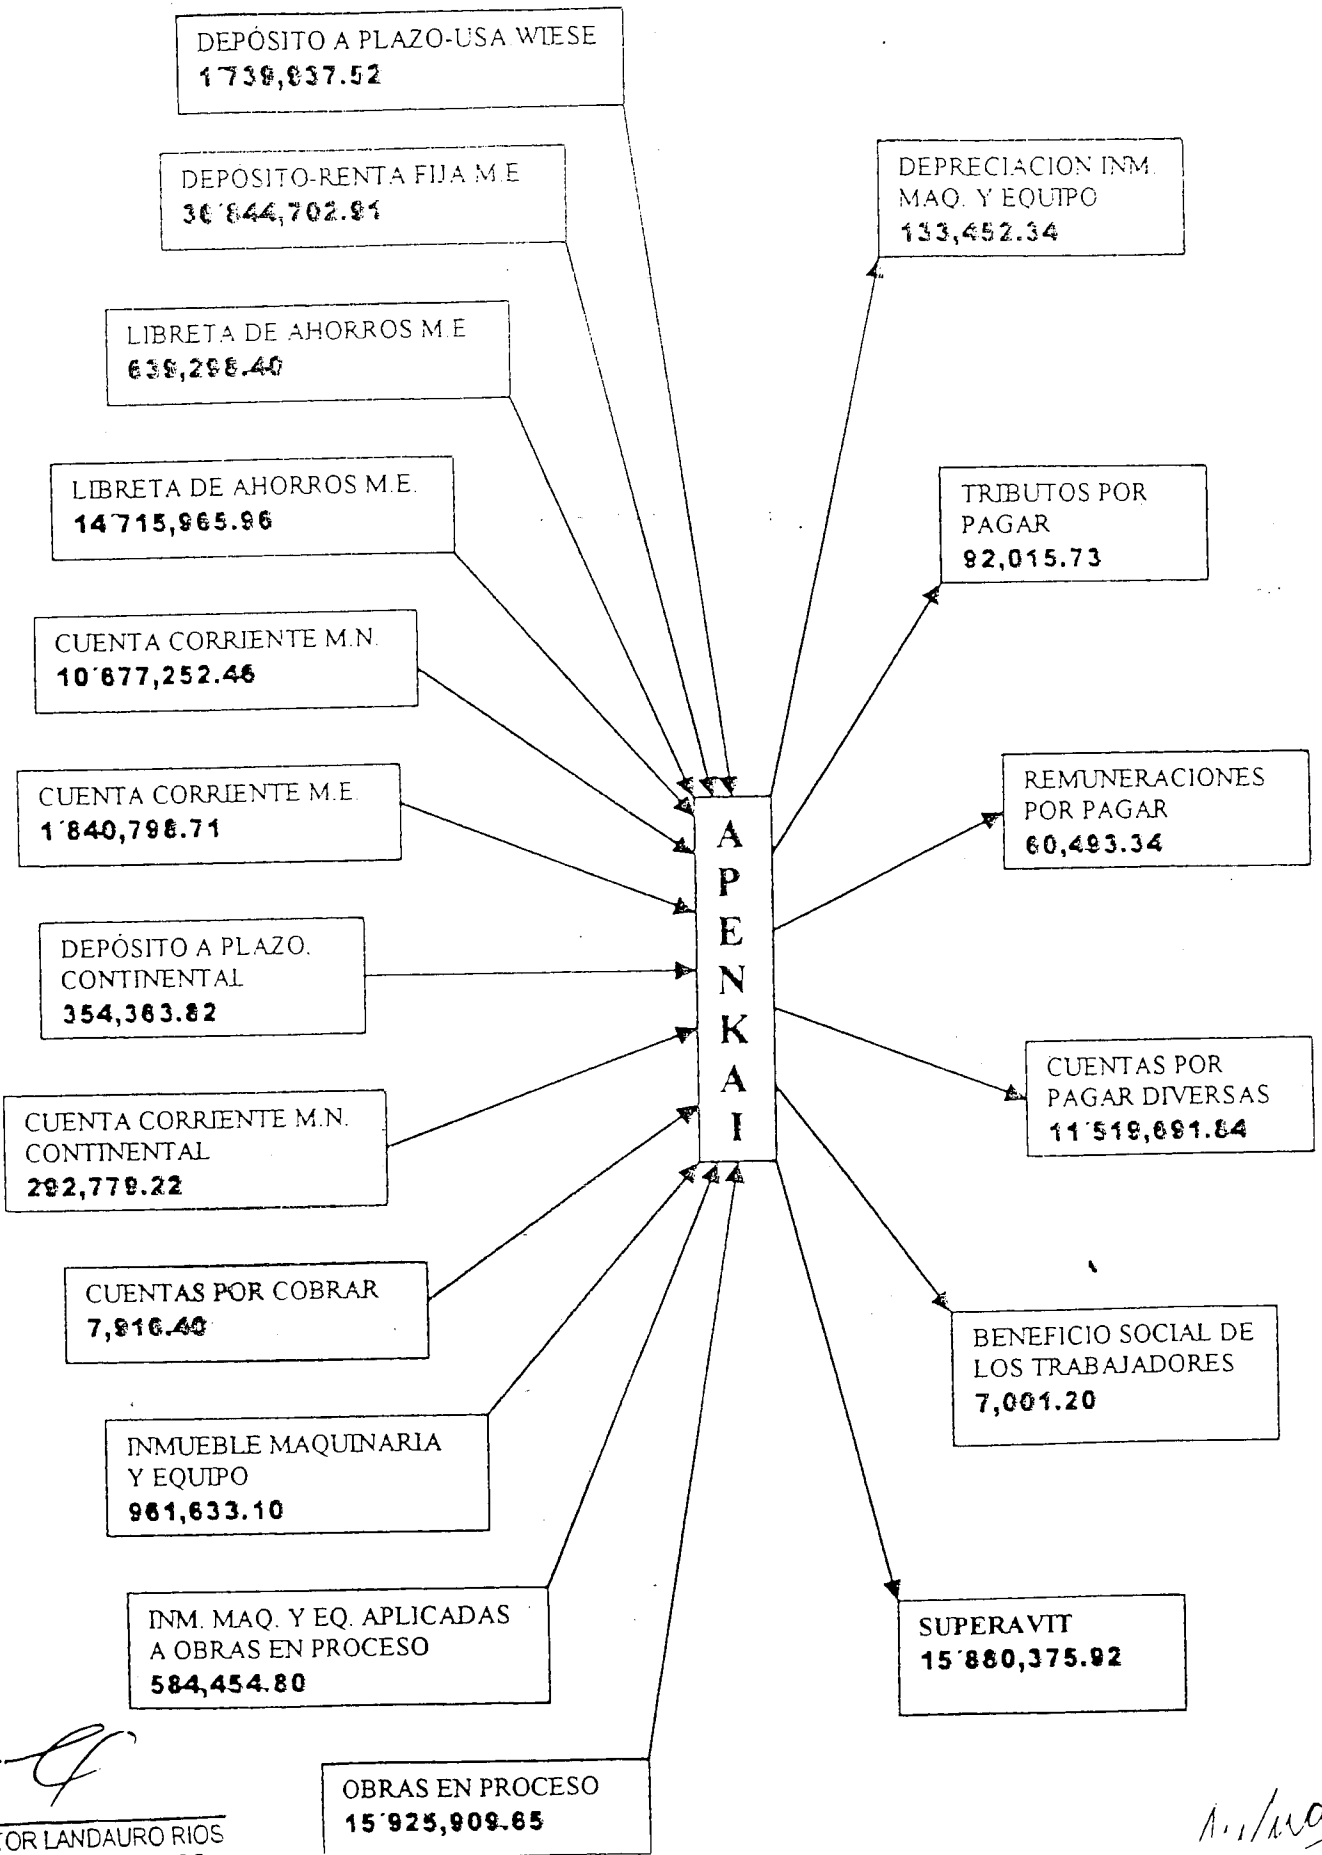 DEPÓSITO A PLAZO-USA WIESE
1´739,837.52
DEPOSITO-RENTA FIJA M.E
36´844,702.91
LIBRETA DE AHORROS M.E
639,298.40
LIBRETA DE AHORROS M.E.
14´715,965.96
CUENTA CORRIENTE M.N.
10´677,252.46
CUENTA CORRIENTE M.E.
1´840,798.71
DEPÓSITO A PLAZO.
CONTINENTAL
354,363.82
CUENTA CORRIENTE M.N.
CONTINENTAL
292,779.22
CUENTAS POR COBRAR
7,916.40
INMUEBLE MAQUINARIA
Y EQUIPO
961,633.10
INM. MAQ. Y EQ. APLICADAS
A OBRAS EN PROCESO
584,454.80
OBRAS EN PROCESO
15´925,909.65
A
P
E
N
K
A
I
DEPRECIACION INM.
MAQ. Y EQUIPO
133,452.34
TRIBUTOS POR
PAGAR
92,015.73
REMUNERACIONES
POR PAGAR
60,493.34
CUENTAS POR
PAGAR DIVERSAS
11´519,691.84
BENEFICIO SOCIAL DE
LOS TRABAJADORES
7,001.20
SUPERAVIT
15´880,375.92
TOR LANDAURO RIOS